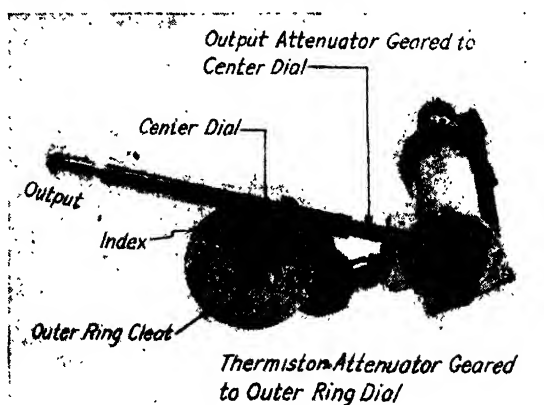 Output Attenuator Geared to
Center Dial
Center Dial
Output
Index
Outer Ring Cleat
Thermiston Attenuator Geared
to Outer Ring Dial